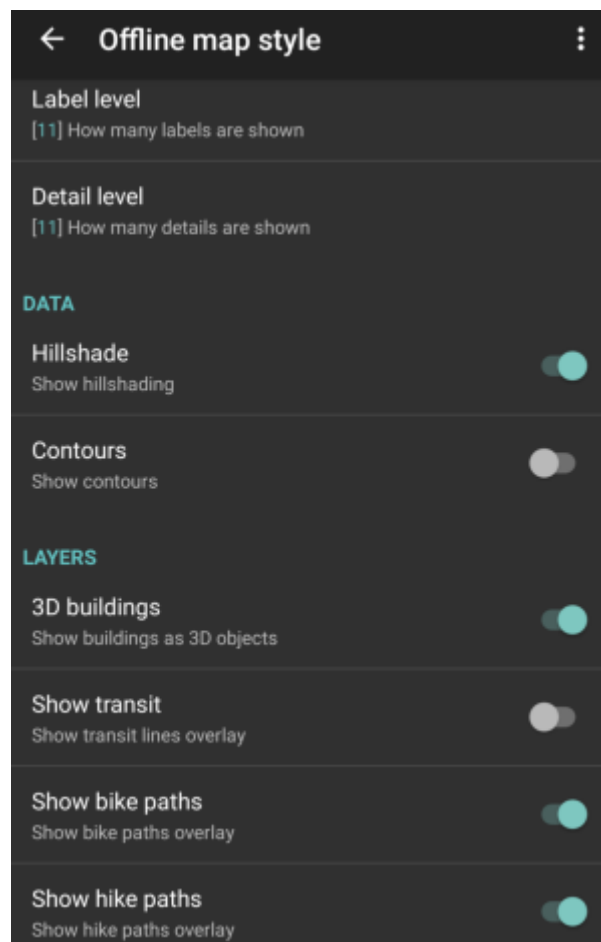 Offline map style
Label level
[11] How many labels are shown
Detail level
[11] How many details are shown
DATA
Hillshade
Show hillshading
Contours
Show contours
LAYERS
3D buildings
Show buildings as 3D objects
Show transit
Show transit lines overlay
Show bike paths
Show bike paths overlay
Show hike paths
Show hike paths overlay